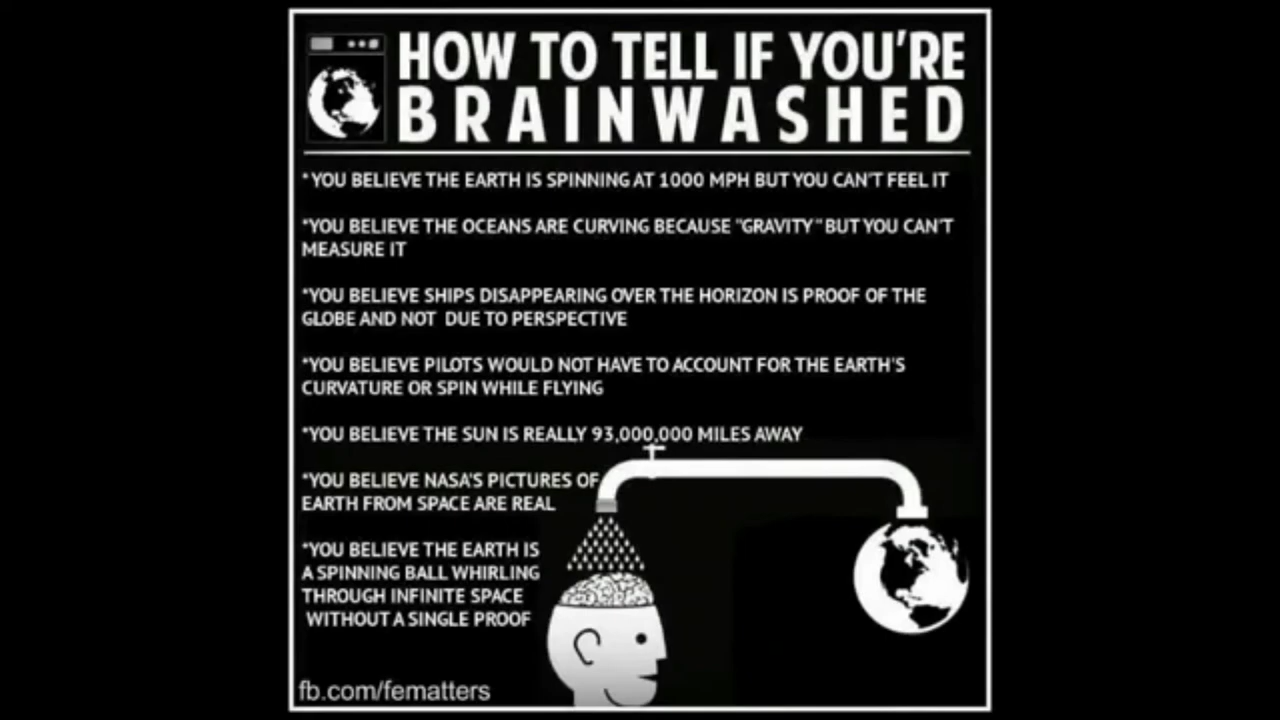 HOW TO TELL IF YOU'RE
BRAINWASHED
*YOU BELIEVE THE EARTH IS SPINNING AT 1000 MPH BUT YOU CAN'T FEEL IT
*YOU BELIEVE THE OCEANS ARE CURVING BECAUSE "GRAVITY" BUT YOU CAN'T
MEASURE IT
*YOU BELIEVE SHIPS DISAPPEARING OVER THE HORIZON IS PROOF OF THE
GLOBE AND NOT DUE TO PERSPECTIVE
*YOU BELIEVE PILOTS WOULD NOT HAVE TO ACCOUNT FOR THE EARTH'S
CURVATURE OR SPIN WHILE FLYING
*YOU BELIEVE THE SUN IS REALLY 93,000,000 MILES AWAY
*YOU BELIEVE NASA'S PICTURES OF
EARTH FROM SPACE ARE REAL
*YOU BELIEVE THE EARTH IS
A SPINNING BALL WHIRLING
THROUGH INFINITE SPACE
WITHOUT A SINGLE PROOF
fb.com/fematters